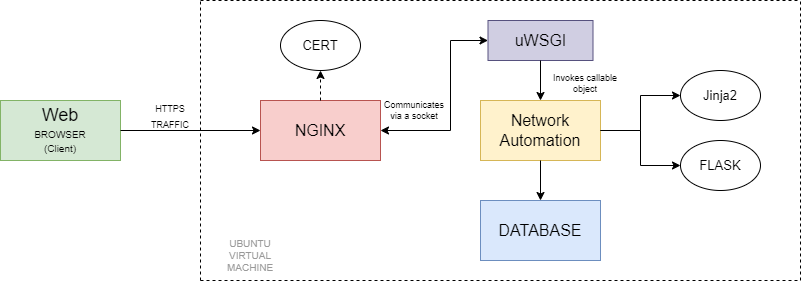 CERT
uWSGI
Invokes callable
object
Web
BROWSER
(Client)
HTTPS
TRAFFIC
NGINX
Communicates
via a socket
Network
Automation
Jinja2
FLASK
DATABASE
UBUNTU
VIRTUAL
MACHINE